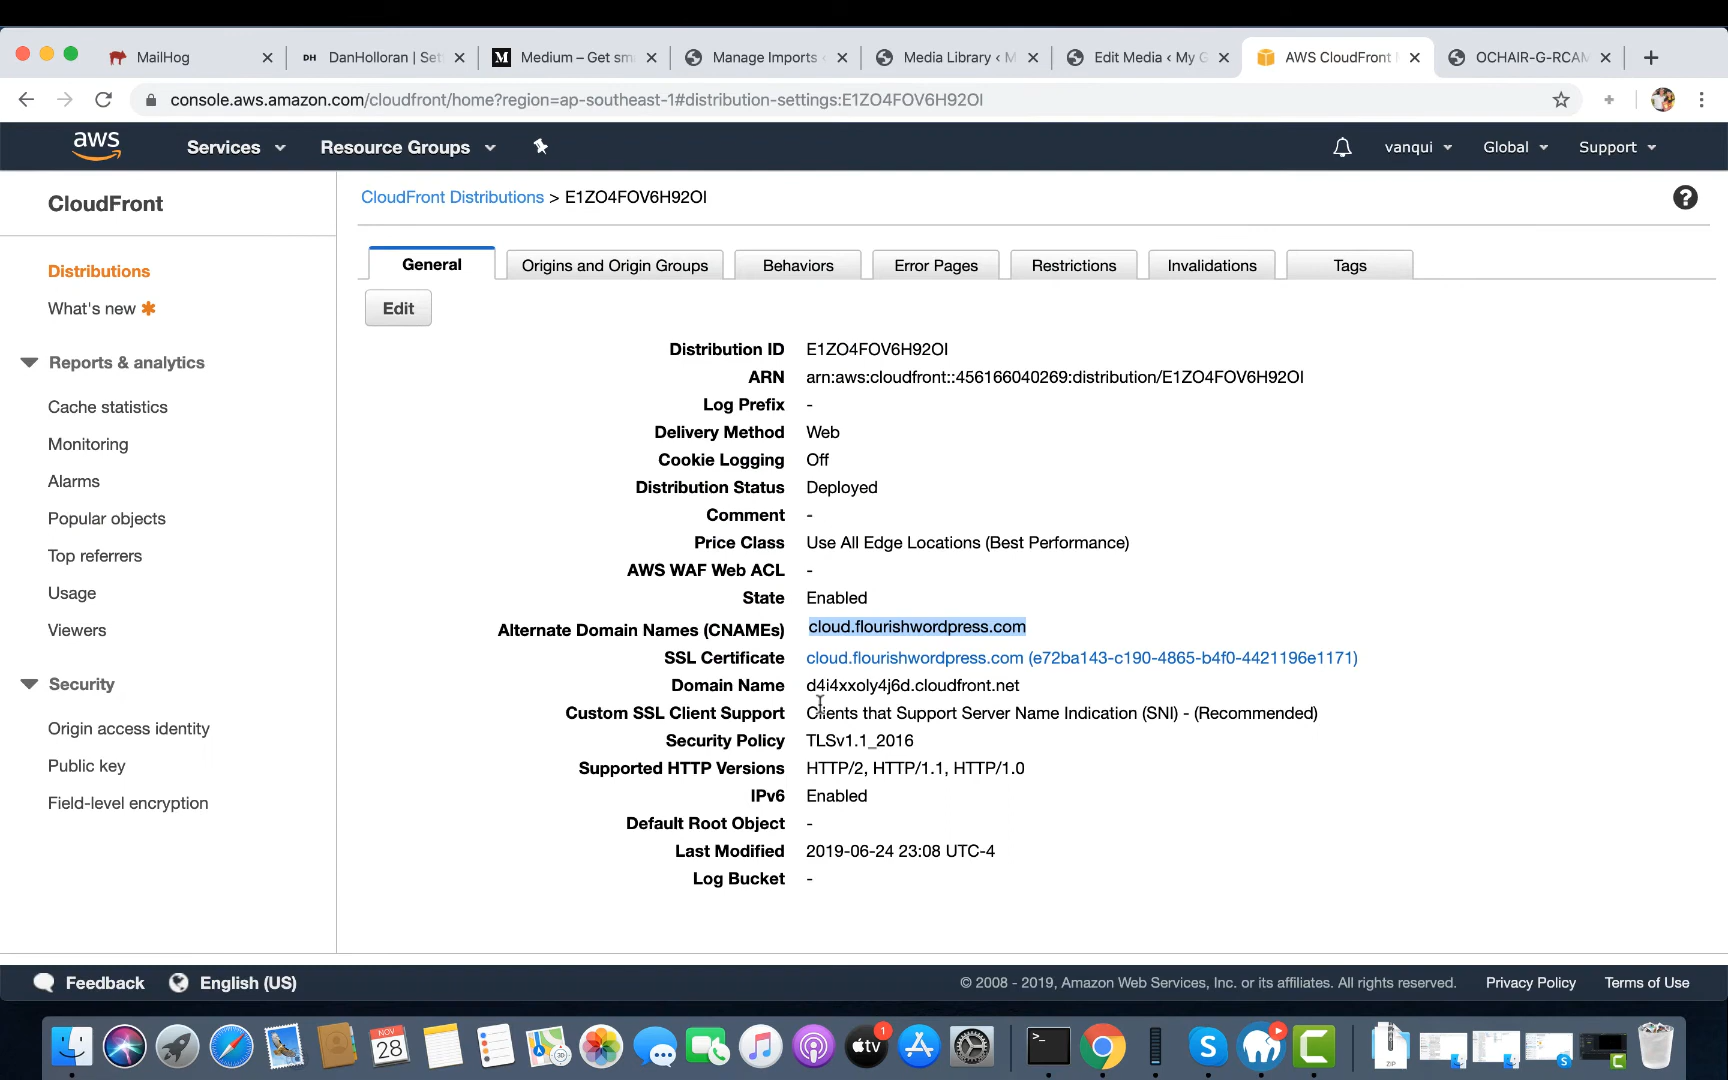 MailHog
DH DanHolloran | Set
M Medium – Get sm
Manage Imports ‹
Media Library ‹ M
Edit Media ‹ My G
AWS CloudFront
OCHAIR-G-RCAM
console.aws.amazon.com/cloudfront/home?region=ap-southeast-1#distribution-settings:E1ZO4FOV6H92OI
aws
Services
Resource Groups
vanqui
Global
Support
CloudFront
Distributions
What's new
Reports & analytics
Cache statistics
Monitoring
Alarms
Popular objects
Top referrers
Usage
Viewers
Security
Origin access identity
Public key
Field-level encryption
CloudFront Distributions > E1ZO4FOV6H92OI
?
General
Origins and Origin Groups
Behaviors
Error Pages
Restrictions
Invalidations
Tags
Edit
Distribution ID E1ZO4FOV6H92OI
ARN arn:aws:cloudfront::456166040269:distribution/E1ZO4FOV6H92OI
Log Prefix -
Delivery Method Web
Cookie Logging Off
Distribution Status Deployed
Comment -
Price Class Use All Edge Locations (Best Performance)
AWS WAF Web ACL -
State Enabled
Alternate Domain Names (CNAMEs) cloud.flourishwordpress.com
SSL Certificate cloud.flourishwordpress.com (e72ba143-c190-4865-b4f0-4421196e1171)
Domain Name d4i4xxoly4j6d.cloudfront.net
Custom SSL Client Support Clients that Support Server Name Indication (SNI) - (Recommended)
Security Policy TLSv1.1_2016
Supported HTTP Versions HTTP/2, HTTP/1.1, HTTP/1.0
IPv6 Enabled
Default Root Object -
Last Modified 2019-06-24 23:08 UTC-4
Log Bucket -
Feedback
English (US)
© 2008 - 2019, Amazon Web Services, Inc. or its affiliates. All rights reserved.
Privacy Policy
Terms of Use
NOV
28
tv
1
ZIP